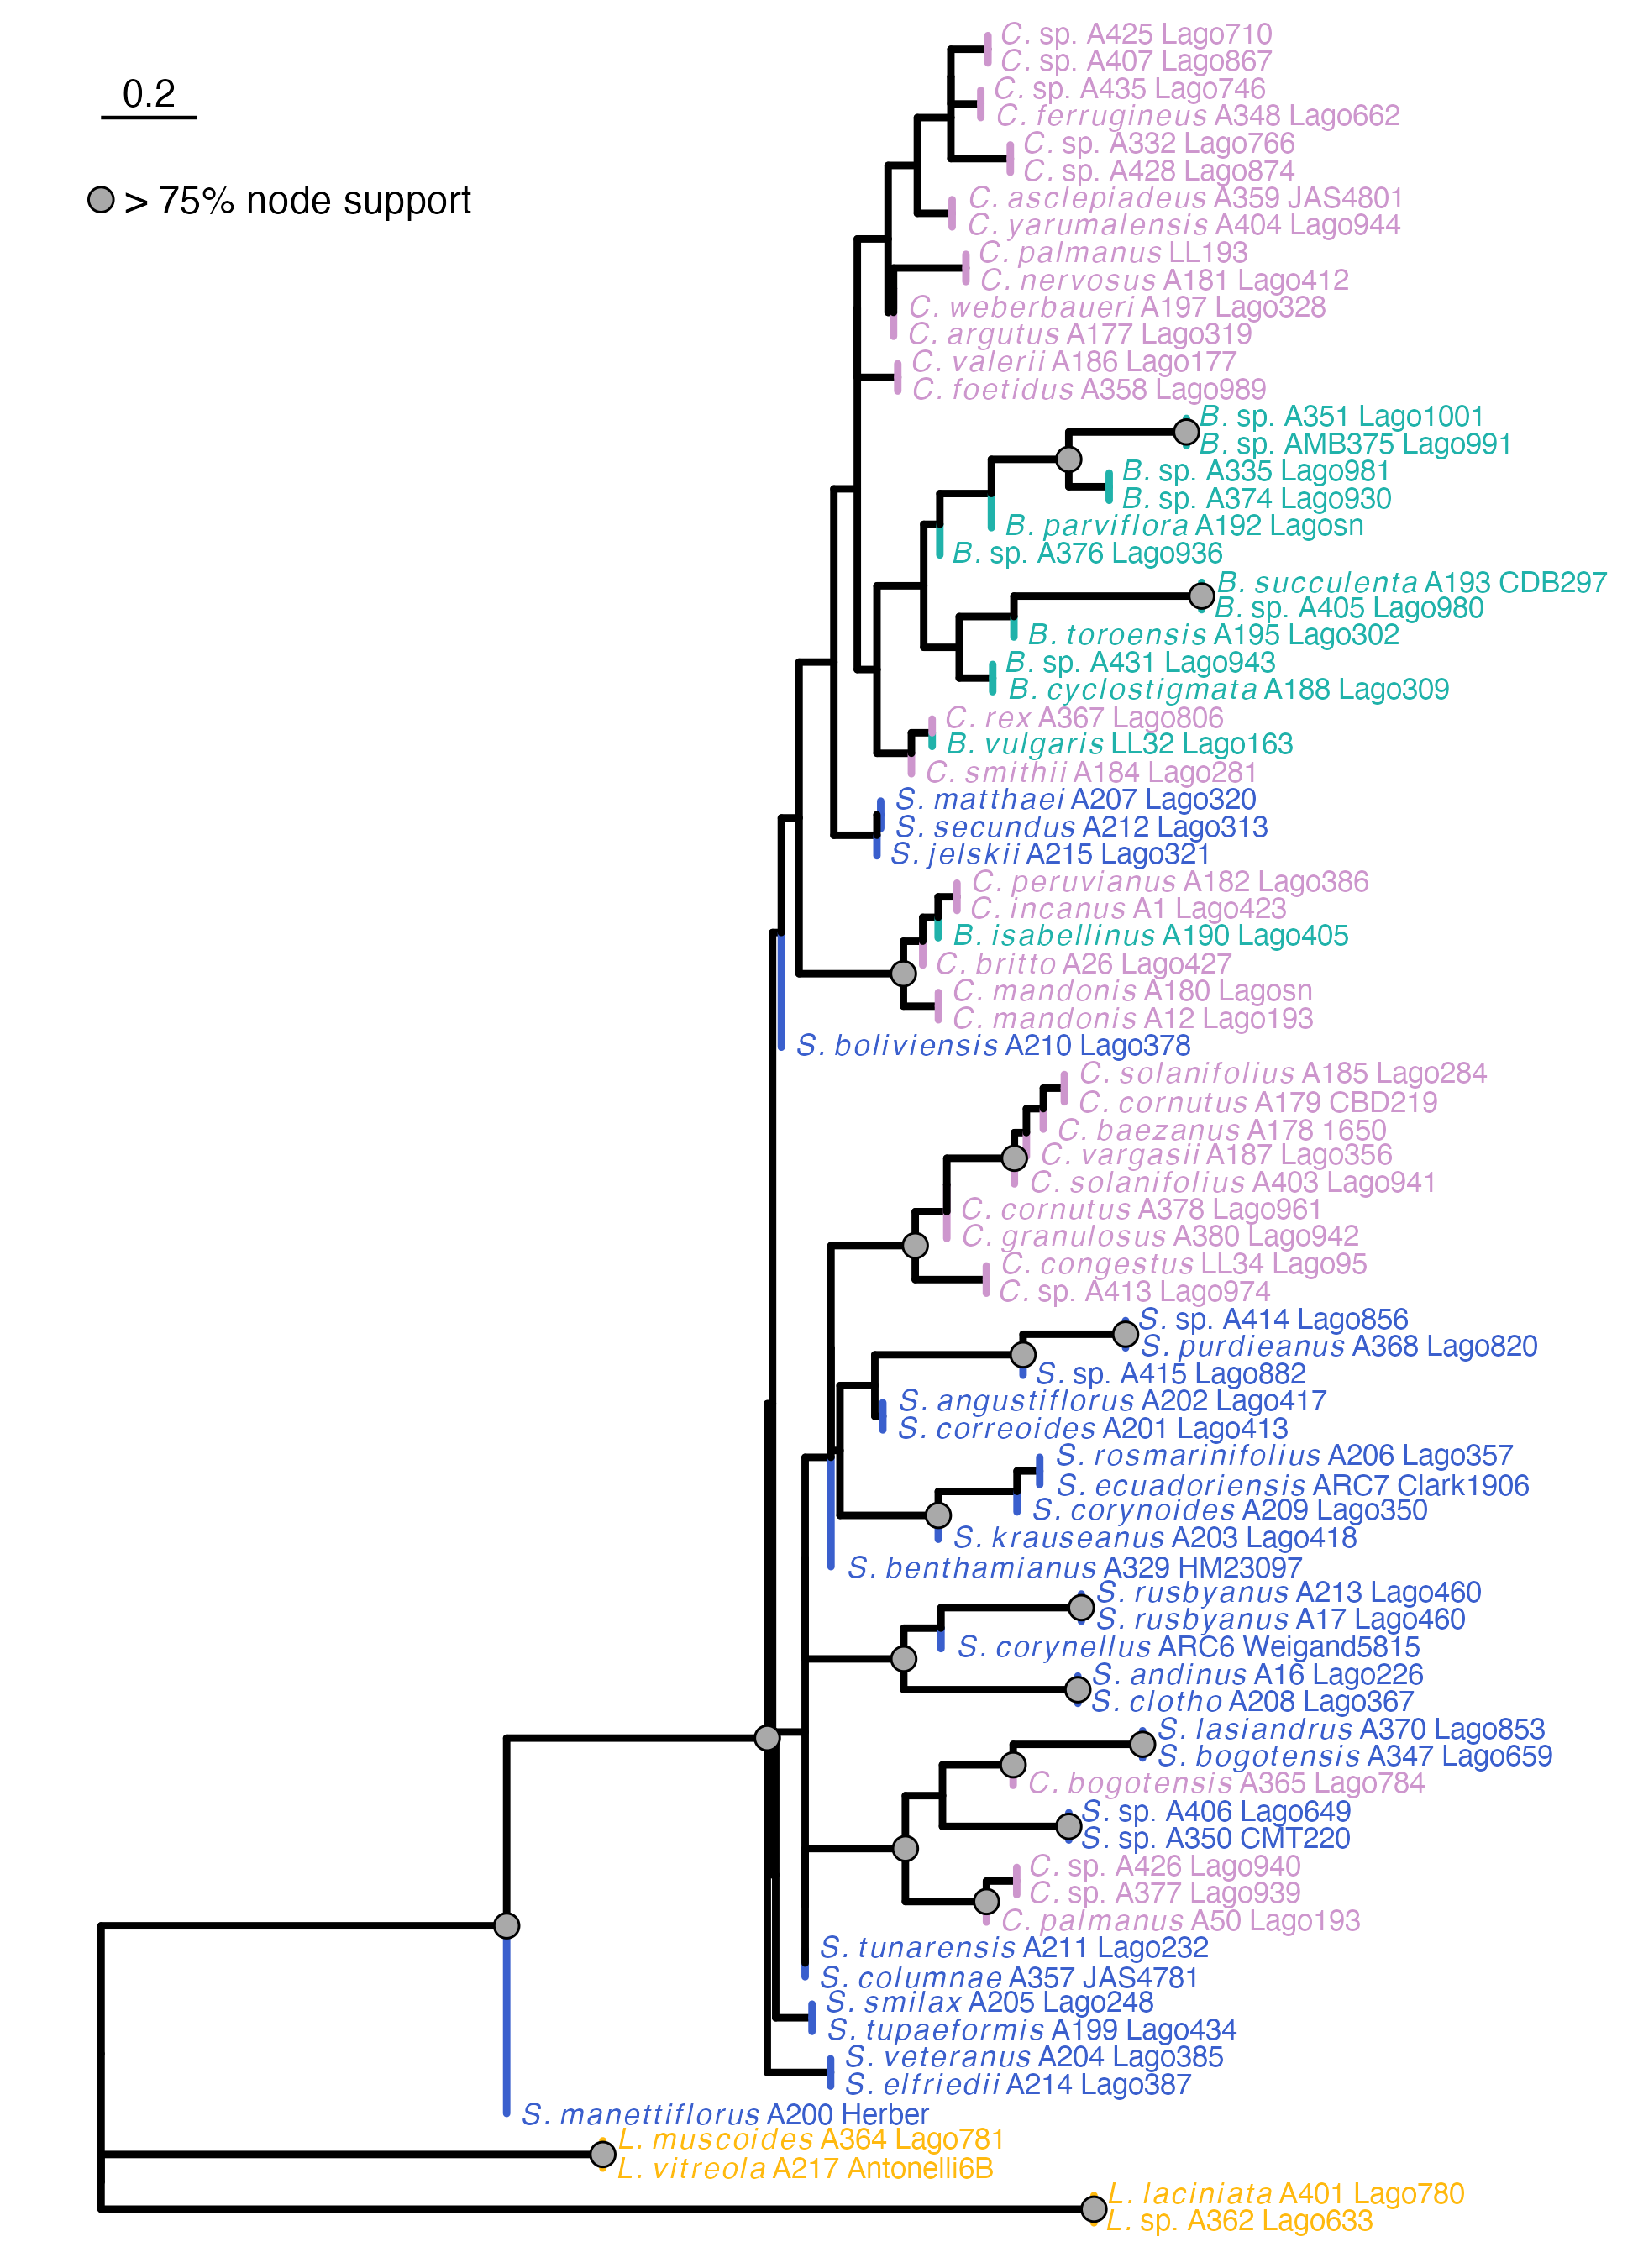 0.2
> 75% node support
C. sp. A425 Lago710
C. sp. A407 Lago867
C. sp. A435 Lago746
C. ferrugineus A348 Lago662
C. sp. A332 Lago766
C. sp. A428 Lago874
C. asclepiadeus A359 JAS4801
C. yarumalensis A404 Lago944
C. palmanus LL193
C. nervosus A181 Lago412
C. weberbaueri A197 Lago328
C. argutus A177 Lago319
C. valerii A186 Lago177
C. foetidus A358 Lago989
B. sp. A351 Lago1001
B. sp. AMB375 Lago991
B. sp. A335 Lago981
B. sp. A374 Lago930
B. parviflora A192 Lagosn
B. sp. A376 Lago936
B. succulenta A193 CDB297
B. sp. A405 Lago980
B. toroensis A195 Lago302
B. sp. A431 Lago943
B. cyclostigmata A188 Lago309
C. rex A367 Lago806
B. vulgaris LL32 Lago163
C. smithii A184 Lago281
S. matthaei A207 Lago320
S. secundus A212 Lago313
S. jelskii A215 Lago321
C. peruvianus A182 Lago386
C. incanus A1 Lago423
B. isabellinus A190 Lago405
C. britto A26 Lago427
C. mandonis A180 Lagosn
C. mandonis A12 Lago193
S. boliviensis A210 Lago378
C. solanifolius A185 Lago284
C. cornutus A179 CBD219
C. baezanus A178 1650
C. vargasii A187 Lago356
C. solanifolius A403 Lago941
C. cornutus A378 Lago961
C. granulosus A380 Lago942
C. congestus LL34 Lago95
C. sp. A413 Lago974
S. sp. A414 Lago856
S. purdieanus A368 Lago820
S. sp. A415 Lago882
S. angustiflorus A202 Lago417
S. correoides A201 Lago413
S. rosmarinifolius A206 Lago357
S. ecuadoriensis ARC7 Clark1906
S. corynoides A209 Lago350
S. krauseanus A203 Lago418
S. benthamianus A329 HM23097
S. rusbyanus A213 Lago460
S. rusbyanus A17 Lago460
S. corynellus ARC6 Weigand5815
S. andinus A16 Lago226
S. clotho A208 Lago367
S. lasiandrus A370 Lago853
S. bogotensis A347 Lago659
C. bogotensis A365 Lago784
S. sp. A406 Lago649
S. sp. A350 CMT220
C. sp. A426 Lago940
C. sp. A377 Lago939
C. palmanus A50 Lago193
S. tunarensis A211 Lago232
S. columnae A357 JAS4781
S. smilax A205 Lago248
S. tupaeformis A199 Lago434
S. veteranus A204 Lago385
S. elfriedii A214 Lago387
S. manettiflorus A200 Herber
L. muscoides A364 Lago781
L. vitreola A217 Antonelli6B
L. laciniata A401 Lago780
L. sp. A362 Lago633